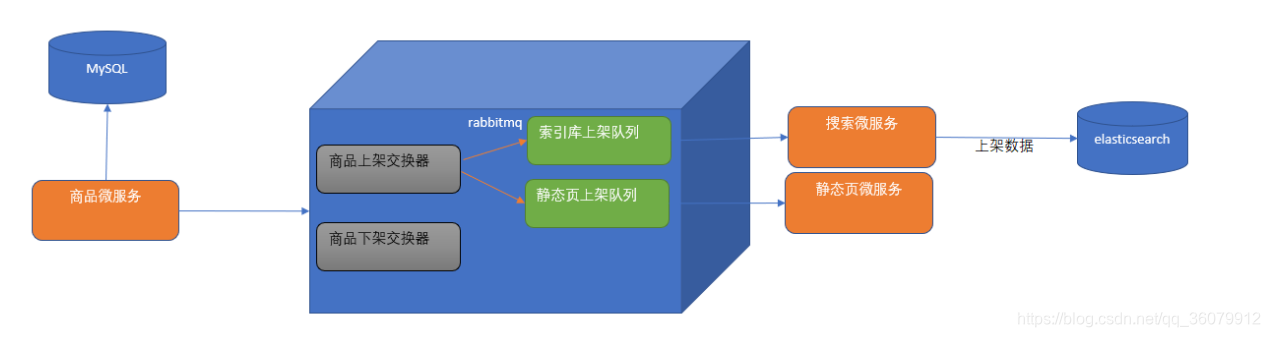 MySQL
商品微服务
rabbitmq
商品上架交换器
商品下架交换器
索引库上架队列
静态页上架队列
搜索微服务
静态页微服务
上架数据
elasticsearch
https://blog.csdn.net/qq_36079912